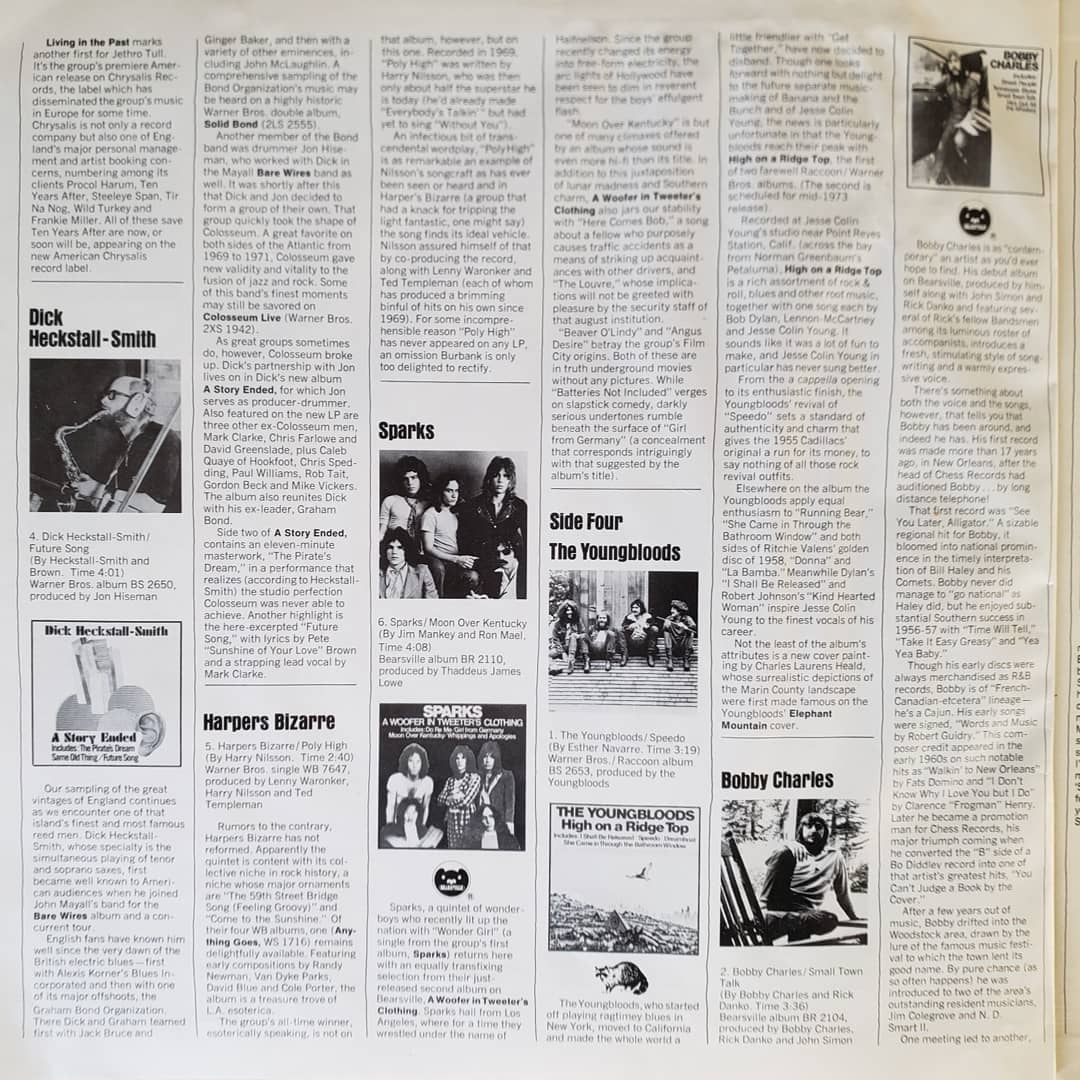 Living in the Past marks
another first for Jethro Tull.
It's the group's premiere Amer-
ican release on Chrysalis Rec-
ords, the label which has
disseminated the group's music
in Europe for some time.
Chrysalis is not only a record
company but also one of Eng-
land's major personal manage-
ment and artist booking con-
cerns, numbering among its
clients Procol Harum, Ten
Years After, Steeleye Span, Tir
Na Nog, Wild Turkey and
Frankie Miller. All of these save
Ten Years After are now, or
soon will be, appearing on the
new American Chrysalis
record label.
Dick
Heckstall-Smith
4. Dick Heckstall-Smith/
Future Song
(By Heckstall-Smith and
Brown. Time 4:01)
Warner Bros. album BS 2650,
produced by Jon Hiseman
Dick Heckstall-Smith
A Story Ended
Includes: The Pirate's Dream
Same Old Thing/Future Song
Our sampling of the great
vintages of England continues
as we encounter one of that
island's finest and most famous
reed men. Dick Heckstall-
Smith, whose specialty is the
simultaneous playing of tenor
and soprano saxes, first
became well known to Ameri-
can audiences when he joined
John Mayall's band for the
Bare Wires album and a con-
current tour.
English fans have known him
well since the very dawn of the
British electric blues—first
with Alexis Korner's Blues In-
corporated and then with one
of its major offshoots, the
Graham Bond Organization.
There Dick and Graham teamed
first with Jack Bruce and
Ginger Baker, and then with a
variety of other eminences, in-
cluding John McLaughlin. A
comprehensive sampling of the
Bond Organization's music may
be heard on a highly historic
Warner Bros. double album,
Solid Bond (2LS 2555).
Another member of the Bond
band was drummer Jon Hise-
man, who worked with Dick in
the Mayall Bare Wires band as
well. It was shortly after this
that Dick and Jon decided to
form a group of their own. That
group quickly took the shape of
Colosseum. A great favorite on
both sides of the Atlantic from
1969 to 1971, Colosseum gave
new validity and vitality to the
fusion of jazz and rock. Some
of this band's finest moments
may still be savored on
Colosseum Live (Warner Bros.
2XS 1942).
As great groups sometimes
do, however, Colosseum broke
up. Dick's partnership with Jon
lives on in Dick's new album
A Story Ended, for which Jon
serves as producer-drummer.
Also featured on the new LP are
three other ex-Colosseum men,
Mark Clarke, Chris Farlowe and
David Greenslade, plus Caleb
Quaye of Hookfoot, Chris Sped-
ding, Paul Williams, Rob Tait,
Gordon Beck and Mike Vickers.
The album also reunites Dick
with his ex-leader, Graham
Bond.
Side two of A Story Ended,
contains an eleven-minute
masterwork, "The Pirate's
Dream," in a performance that
realizes (according to Heckstall-
Smith) the studio perfection
Colosseum was never able to
achieve. Another highlight is
the here-excerpted "Future
Song," with lyrics by Pete
"Sunshine of Your Love" Brown
and a strapping lead vocal by
Mark Clarke.
Harpers Bizarre
5. Harpers Bizarre/Poly High
(By Harry Nilsson. Time 2:40)
Warner Bros. single WB 7647,
produced by Lenny Waronker,
Harry Nilsson and Ted
Templeman
Rumors to the contrary,
Harpers Bizarre has not
reformed. Apparently the
quintet is content with its col-
lective niche in rock history, a
niche whose major ornaments
are "The 59th Street Bridge
Song (Feeling Groovy)" and
"Come to the Sunshine." Of
their four WB albums, one (Any-
thing Goes, WS 1716) remains
delightfully available. Featuring
early compositions by Randy
Newman, Van Dyke Parks,
David Blue and Cole Porter, the
album is a treasure trove of
L.A. esoterica.
The group's all-time winner,
esoterically speaking, is not on
that album, however, but on
this one. Recorded in 1969,
"Poly High" was written by
Harry Nilsson, who was then
only about half the superstar he
is today (he'd already made
"Everybody's Talkin'" but had
yet to sing "Without You").
An infectious bit of trans-
cendental wordplay, "Poly High"
is as remarkable an example of
Nilsson's songcraft as has ever
been seen or heard and in
Harper's Bizarre (a group that
had a knack for tripping the
light fantastic, one might say)
the song finds its ideal vehicle.
Nilsson assured himself of that
by co-producing the record,
along with Lenny Waronker and
Ted Templeman (each of whom
has produced a brimming
binful of hits on his own since
1969). For some incompre-
hensible reason "Poly High"
has never appeared on any LP,
an omission Burbank is only
too delighted to rectify.
Sparks
6. Sparks/Moon Over Kentucky
(By Jim Mankey and Ron Mael.
Time 4:08)
Bearsville album BR 2110,
produced by Thaddeus James
Lowe
SPARKS
A WOOFER IN TWEETER'S CLOTHING
Includes: Do Re Mi/Girl from Germany
Moon Over Kentucky/Whippings and Apologies
BEARSVILLE
Sparks, a quintet of wonder-
boys who recently lit up the
nation with "Wonder Girl" (a
single from the group's first
album, Sparks) returns here
with an equally transfixing
selection from their just-
released second album on
Bearsville, A Woofer in Tweeter's
Clothing. Sparks hail from Los
Angeles, where for a time they
wrestled under the name of
Halfnelson. Since the group
recently changed its energy
into free-form electricity, the
arc lights of Hollywood have
been seen to dim in reverent
respect for the boys' effulgent
flash.
"Moon Over Kentucky" is but
one of many climaxes offered
by an album whose sound is
even more hi-fi than its title. In
addition to this juxtaposition
of lunar madness and Southern
charm, A Woofer in Tweeter's
Clothing also jars our stability
with "Here Comes Bob," a song
about a fellow who purposely
causes traffic accidents as a
means of striking up acquaint-
ances with other drivers, and
"The Louvre," whose implica-
tions will not be greeted with
pleasure by the security staff of
that august institution.
"Beaver O'Lindy" and "Angus
Desire" betray the group's Film
City origins. Both of these are
in truth underground movies
without any pictures. While
"Batteries Not Included" verges
on slapstick comedy, darkly
serious undertones rumble
beneath the surface of "Girl
from Germany" (a concealment
that corresponds intriguingly
with that suggested by the
album's title).
Side Four
The Youngbloods
1. The Youngbloods/Speedo
(By Esther Navarre. Time 3:19)
Warner Bros./Raccoon album
BS 2653, produced by the
Youngbloods
THE YOUNGBLOODS
High on a Ridge Top
Includes: I Shall Be Released · Speedo · Dreamboat
She Came in Through the Bathroom Window
The Youngbloods, who started
off playing ragtimey blues in
New York, moved to California
and made the whole world a
little friendlier with "Get
Together," have now decided to
disband. Though one looks
forward with nothing but delight
to the future separate music-
making of Banana and the
Bunch and of Jesse Colin
Young, the news is particularly
unfortunate in that the Young-
bloods reach their peak with
High on a Ridge Top, the first
of two farewell Raccoon/Warner
Bros. albums. (The second is
scheduled for mid-1973
release).
Recorded at Jesse Colin
Young's studio near Point Reyes
Station, Calif. (across the bay
from Norman Greenbaum's
Petaluma), High on a Ridge Top
is a rich assortment of rock &
roll, blues and other root music,
together with one song each by
Bob Dylan, Lennon-McCartney
and Jesse Colin Young. It
sounds like it was a lot of fun to
make, and Jesse Colin Young in
particular has never sung better.
From the a cappella opening
to its enthusiastic finish, the
Youngbloods' revival of
"Speedo" sets a standard of
authenticity and charm that
gives the 1955 Cadillacs'
original a run for its money, to
say nothing of all those rock
revival outfits.
Elsewhere on the album the
Youngbloods apply equal
enthusiasm to "Running Bear,"
"She Came in Through the
Bathroom Window" and both
sides of Ritchie Valens' golden
disc of 1958, "Donna" and
"La Bamba." Meanwhile Dylan's
"I Shall Be Released" and
Robert Johnson's "Kind Hearted
Woman" inspire Jesse Colin
Young to the finest vocals of his
career.
Not the least of the album's
attributes is a new cover paint-
ing by Charles Laurens Heald,
whose surrealistic depictions of
the Marin County landscape
were first made famous on the
Youngbloods' Elephant
Mountain cover.
Bobby Charles
2. Bobby Charles/Small Town
Talk
(By Bobby Charles and Rick
Danko. Time 3:36)
Bearsville album BR 2104,
produced by Bobby Charles,
Rick Danko and John Simon
BOBBY
CHARLES
BEARSVILLE
Bobby Charles is as "contem-
porary" an artist as you'd ever
hope to find. His debut album
on Bearsville, produced by him-
self along with John Simon and
Rick Danko and featuring sev-
eral of Rick's fellow Bandsmen
among its luminous roster of
accompanists, introduces a
fresh, stimulating style of song-
writing and a warmly expres-
sive voice.
There's something about
both the voice and the songs,
however, that tells you that
Bobby has been around, and
indeed he has. His first record
was made more than 17 years
ago, in New Orleans, after the
head of Chess Records had
auditioned Bobby . . . by long
distance telephone!
That first record was "See
You Later, Alligator." A sizable
regional hit for Bobby, it
bloomed into national promin-
ence in the timely interpreta-
tion of Bill Haley and his
Comets. Bobby never did
manage to "go national" as
Haley did, but he enjoyed sub-
stantial Southern success in
1956-57 with "Time Will Tell,"
"Take It Easy Greasy" and "Yea
Yea Baby."
Though his early discs were
always merchandised as R&B
records, Bobby is of "French-
Canadian-etcetera" lineage—
he's a Cajun. His early songs
were signed, "Words and Music
by Robert Guidry." This com-
poser credit appeared in the
early 1960s on such notable
hits as "Walkin' to New Orleans"
by Fats Domino and "I Don't
Know Why I Love You but I Do"
by Clarence "Frogman" Henry.
Later he became a promotion
man for Chess Records, his
major triumph coming when
he converted the "B" side of a
Bo Diddley record into one of
that artist's greatest hits, "You
Can't Judge a Book by the
Cover."
After a few years out of
music, Bobby drifted into the
Woodstock area, drawn by the
lure of the famous music festi-
val to which the town lent its
good name. By pure chance (as
so often happens) he was
introduced to two of the area's
outstanding resident musicians,
Jim Colegrove and N. D.
Smart II.
One meeting led to another,